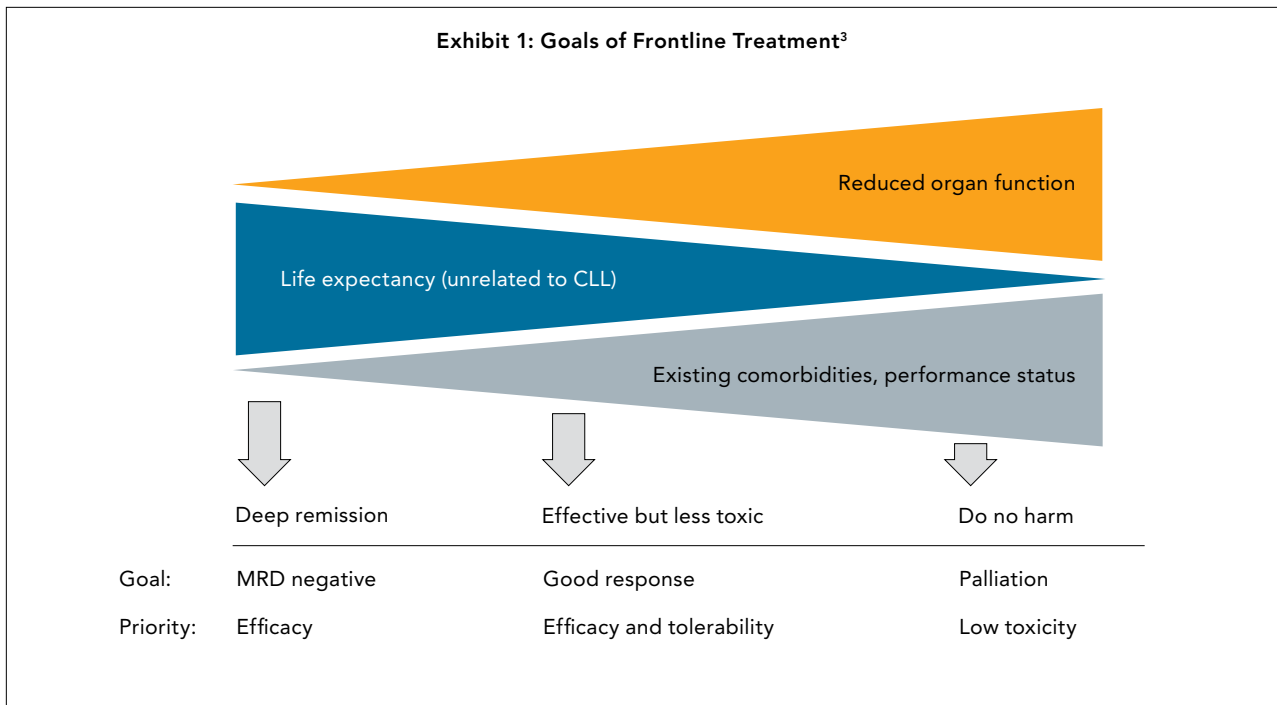 Exhibit 1: Goals of Frontline Treatment³
Reduced organ function
Life expectancy (unrelated to CLL)
Existing comorbidities, performance status
Deep remission Effective but less toxic Do no harm
Goal: MRD negative Good response Palliation
Priority: Efficacy Efficacy and tolerability Low toxicity